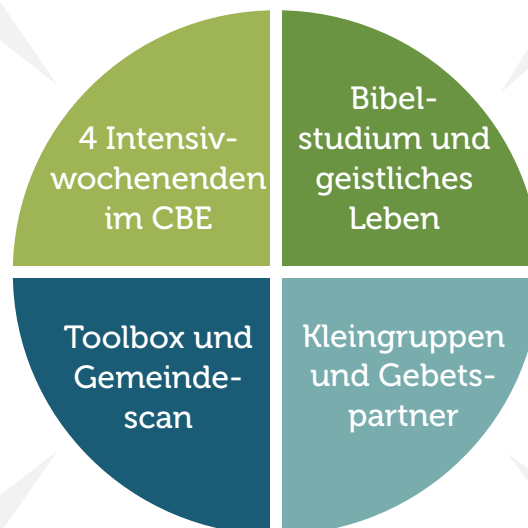 4 Intensiv-
wochenenden
im CBE
Bibel-
studium und
geistliches
Leben
Toolbox und
Gemeinde-
scan
Kleingruppen
und Gebets-
partner